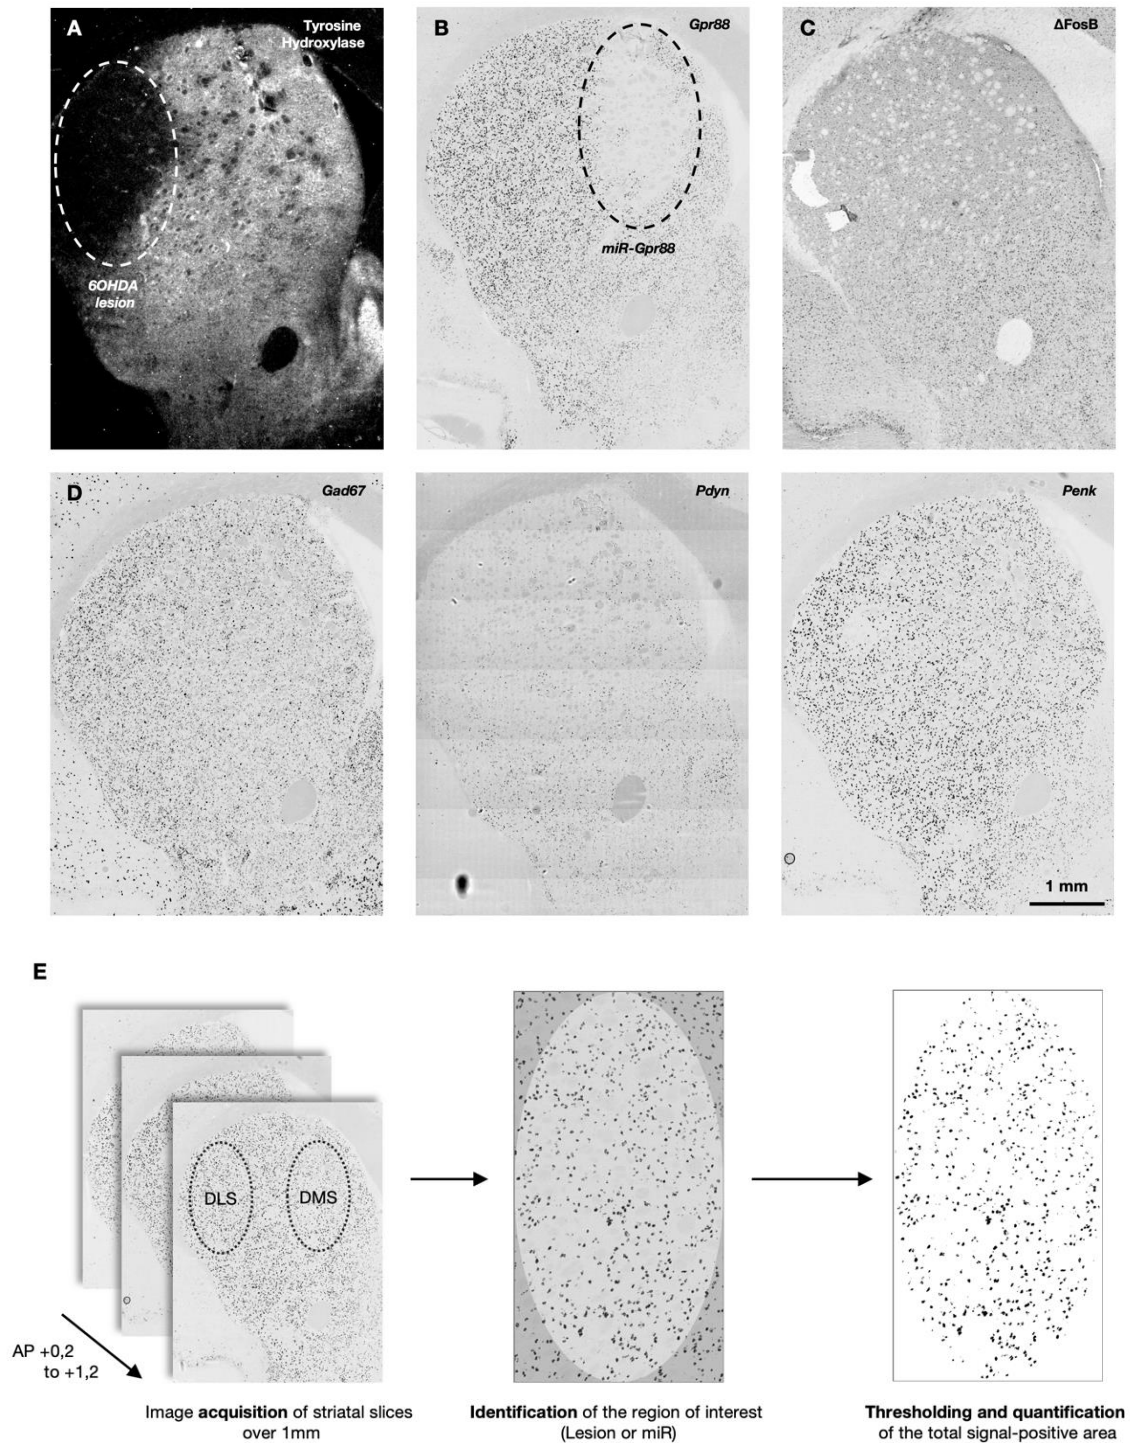 A
Tyrosine
Hydroxylase
6OHDA
lesion
B
Gpr88
miR-Gpr88
C
ΔFosB
D
Gad67
Pdyn
Penk
1 mm
E
DLS
DMS
AP +0,2
to +1,2
Image acquisition of striatal slices
over 1mm
Identification of the region of interest
(Lesion or miR)
Thresholding and quantification
of the total signal-positive area